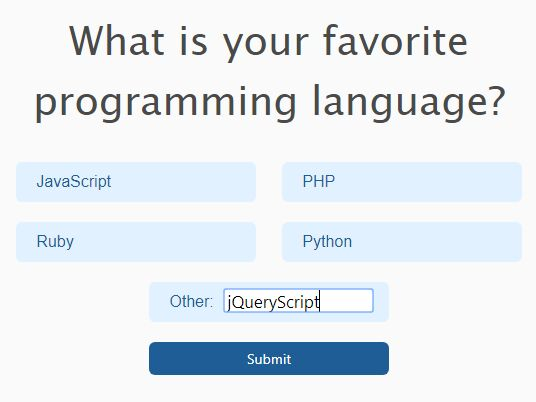 What is your favorite
programming language?
JavaScript
PHP
Ruby
Python
Other: jQueryScript
Submit